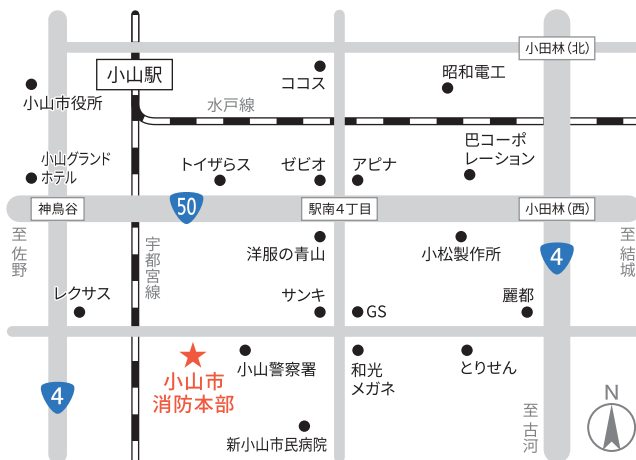 小田林（北）
小山駅
ココス
昭和電工
小山市役所
水戸線
巴コーポ
レーション
小山グランド
ホテル
トイザらス
ゼビオ
アピナ
神鳥谷
50
駅南4丁目
小田林（西）
至佐野
宇都宮線
洋服の青山
小松製作所
4
至結城
レクサス
サンキ
GS
麗都
小山市
消防本部
小山警察署
和光
メガネ
とりせん
4
新小山市民病院
至古河
N